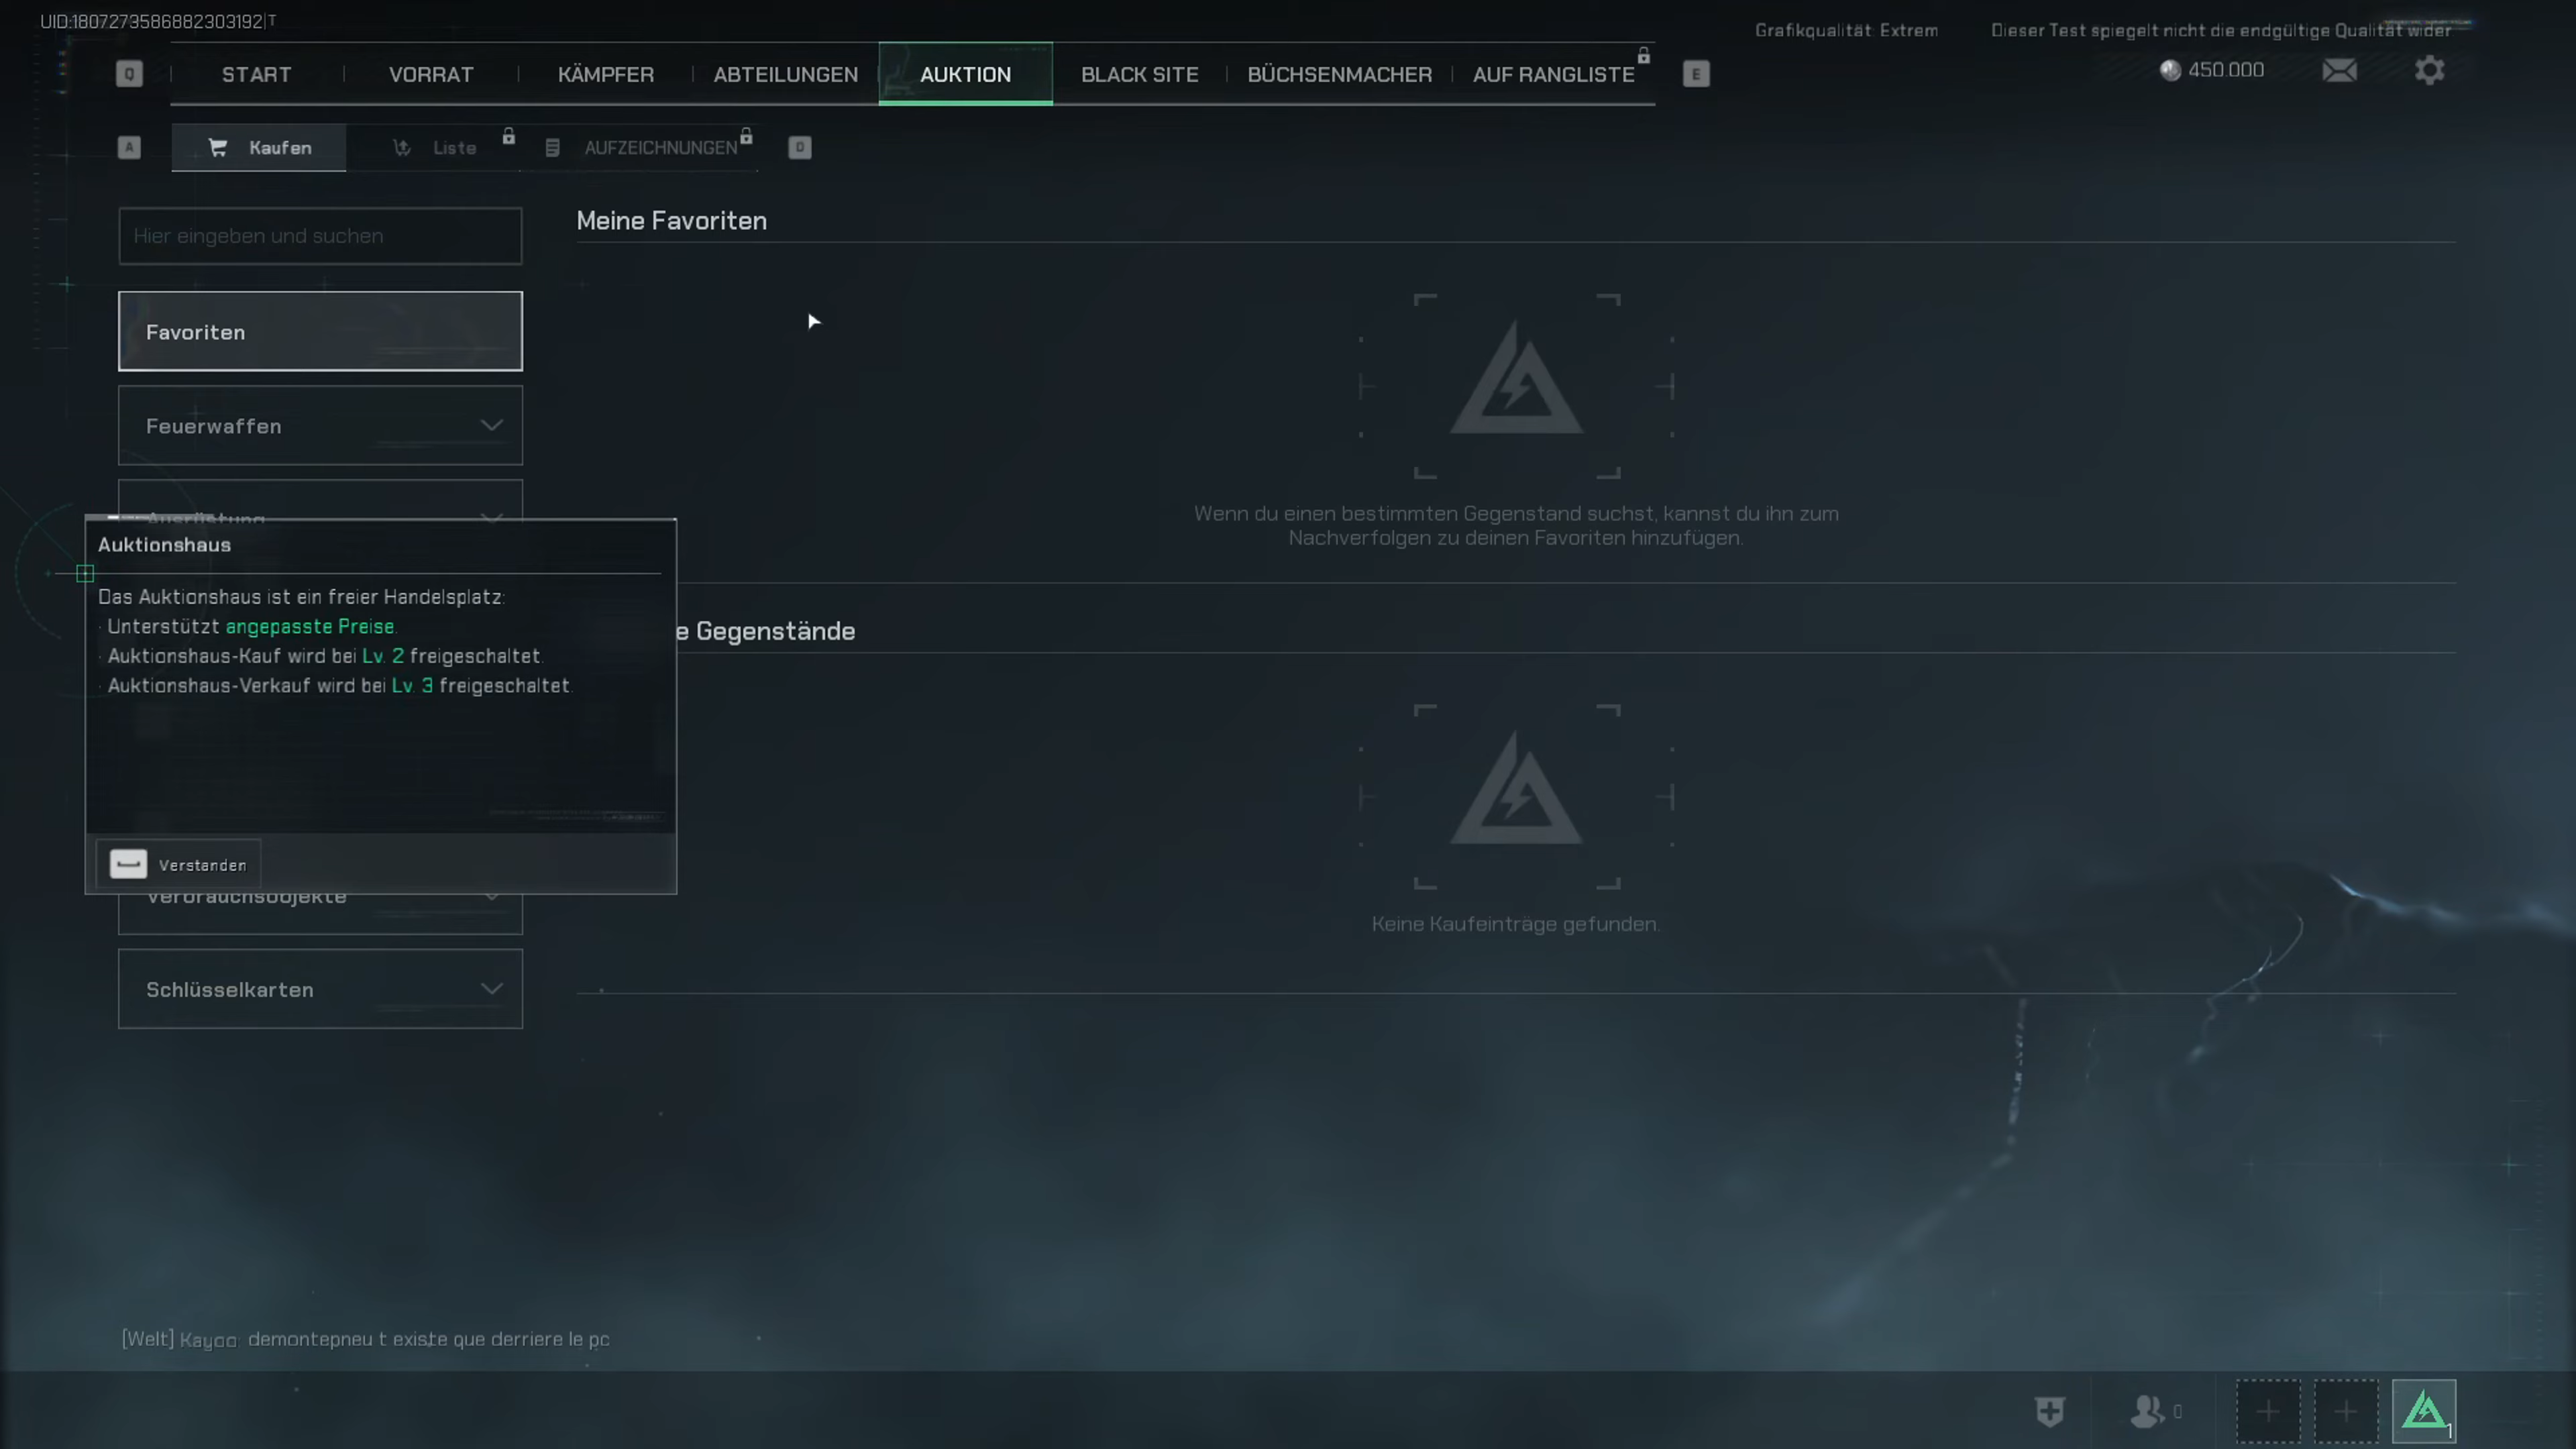 UID:1807273586882303192|T
Grafikqualität: Extrem
Dieser Test spiegelt nicht die endgültige Qualität wider
Q
START
VORRAT
KÄMPFER
ABTEILUNGEN
AUKTION
BLACK SITE
BÜCHSENMACHER
AUF RANGLISTE
E
450.000
A
Kaufen
Liste
AUFZEICHNUNGEN
D
Hier eingeben und suchen
Meine Favoriten
Favoriten
Feuerwaffen
Ausrüstung
Wenn du einen bestimmten Gegenstand suchst, kannst du ihn zum
Nachverfolgen zu deinen Favoriten hinzufügen.
Auktionshaus
Das Auktionshaus ist ein freier Handelsplatz:
· Unterstützt angepasste Preise.
· Auktionshaus-Kauf wird bei Lv. 2 freigeschaltet.
· Auktionshaus-Verkauf wird bei Lv. 3 freigeschaltet.
e Gegenstände
Verstanden
Verbrauchsobjekte
Keine Kaufeinträge gefunden.
Schlüsselkarten
[Welt] Kayoo: demontepneu t existe que derriere le pc
0
1